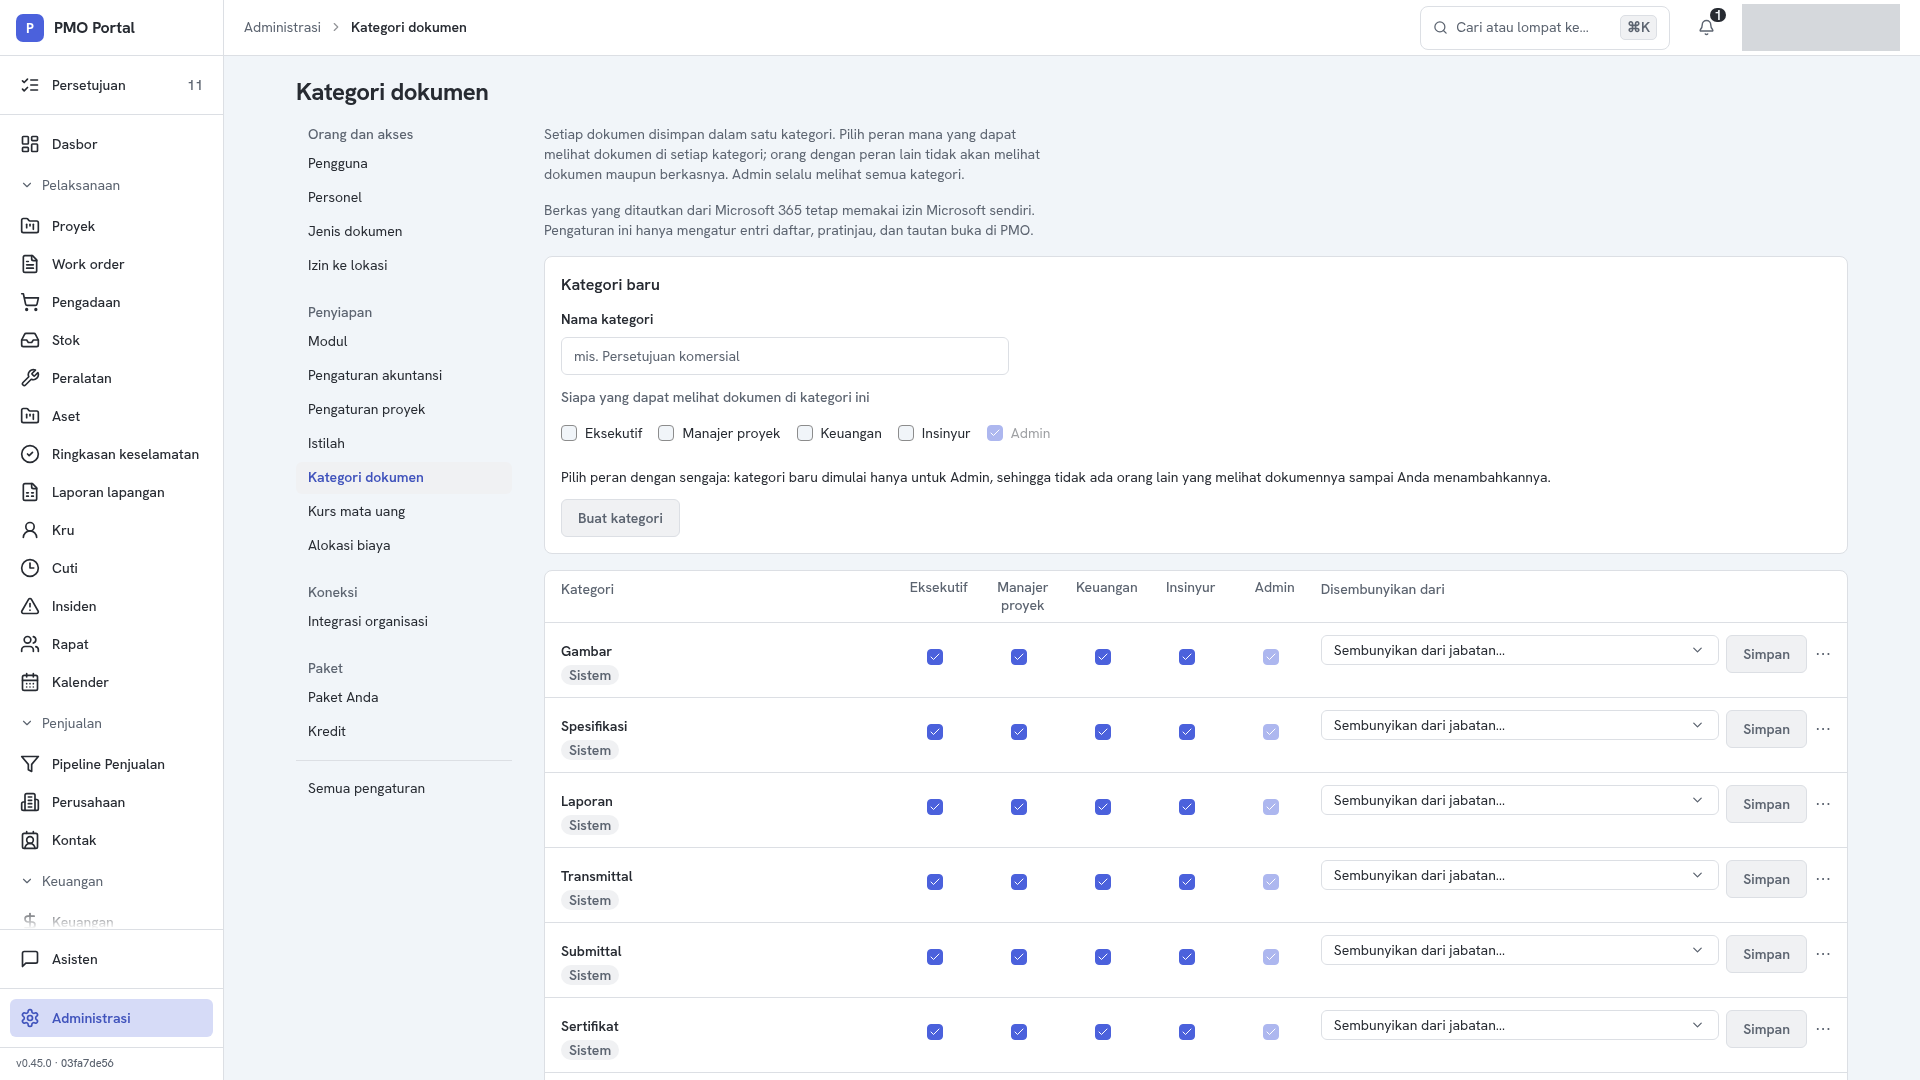 P PMO Portal
Administrasi > Kategori dokumen
Cari atau lompat ke...
⌘K
1
Persetujuan 11
Dasbor
Pelaksanaan
Proyek
Work order
Pengadaan
Stok
Peralatan
Aset
Ringkasan keselamatan
Laporan lapangan
Kru
Cuti
Insiden
Rapat
Kalender
Penjualan
Pipeline Penjualan
Perusahaan
Kontak
Keuangan
Keuangan
Asisten
Administrasi
v0.45.0 · 03fa7de56
Kategori dokumen
Orang dan akses
Pengguna
Personel
Jenis dokumen
Izin ke lokasi
Penyiapan
Modul
Pengaturan akuntansi
Pengaturan proyek
Istilah
Kategori dokumen
Kurs mata uang
Alokasi biaya
Koneksi
Integrasi organisasi
Paket
Paket Anda
Kredit
Semua pengaturan
Setiap dokumen disimpan dalam satu kategori. Pilih peran mana yang dapat
melihat dokumen di setiap kategori; orang dengan peran lain tidak akan melihat
dokumen maupun berkasnya. Admin selalu melihat semua kategori.
Berkas yang ditautkan dari Microsoft 365 tetap memakai izin Microsoft sendiri.
Pengaturan ini hanya mengatur entri daftar, pratinjau, dan tautan buka di PMO.
Kategori baru
Nama kategori
mis. Persetujuan komersial
Siapa yang dapat melihat dokumen di kategori ini
Eksekutif Manajer proyek Keuangan Insinyur Admin
Pilih peran dengan sengaja: kategori baru dimulai hanya untuk Admin, sehingga tidak ada orang lain yang melihat dokumennya sampai Anda menambahkannya.
Buat kategori
Kategori Eksekutif Manajer proyek Keuangan Insinyur Admin Disembunyikan dari
Gambar Sembunyikan dari jabatan... Simpan ...
Sistem
Spesifikasi Sembunyikan dari jabatan... Simpan ...
Sistem
Laporan Sembunyikan dari jabatan... Simpan ...
Sistem
Transmittal Sembunyikan dari jabatan... Simpan ...
Sistem
Submittal Sembunyikan dari jabatan... Simpan ...
Sistem
Sertifikat Sembunyikan dari jabatan... Simpan ...
Sistem